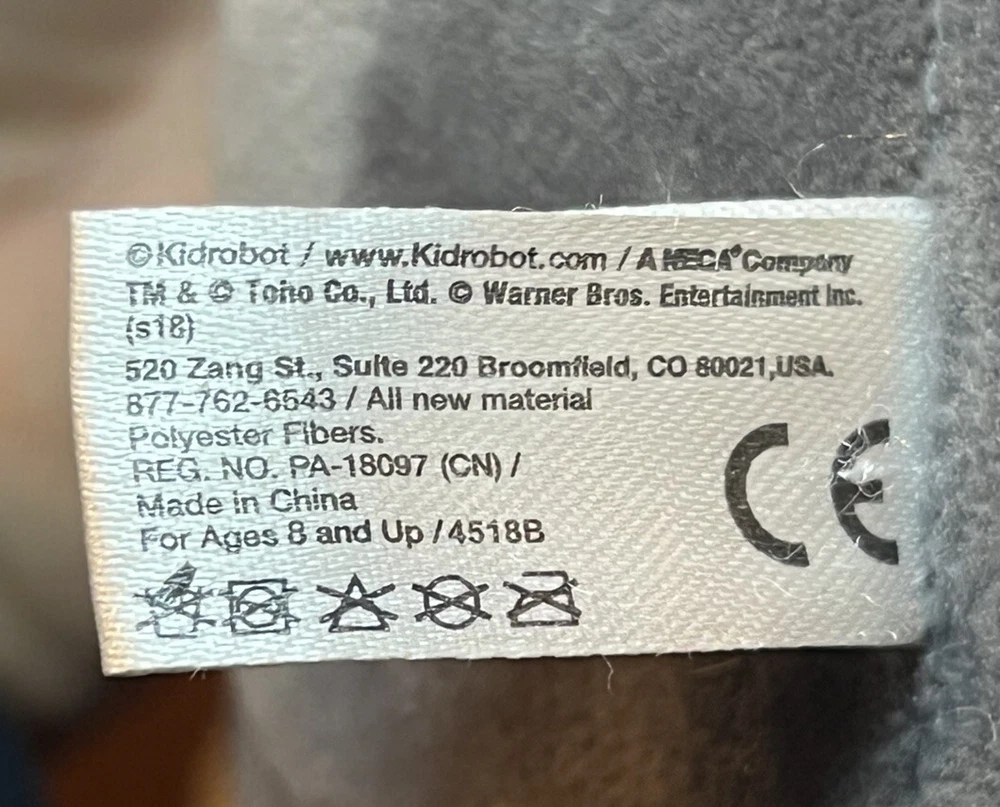 ©Kidrobot / www.Kidrobot.com / A NECA® Company
TM & © Toho Co., Ltd. © Warner Bros. Entertainment Inc.
(s18)
520 Zang St., Suite 220 Broomfield, CO 80021,USA.
877-762-6543 / All new material
Polyester Fibers.
REG. NO. PA-18097 (CN) /
Made in China
For Ages 8 and Up / 4518B
CE